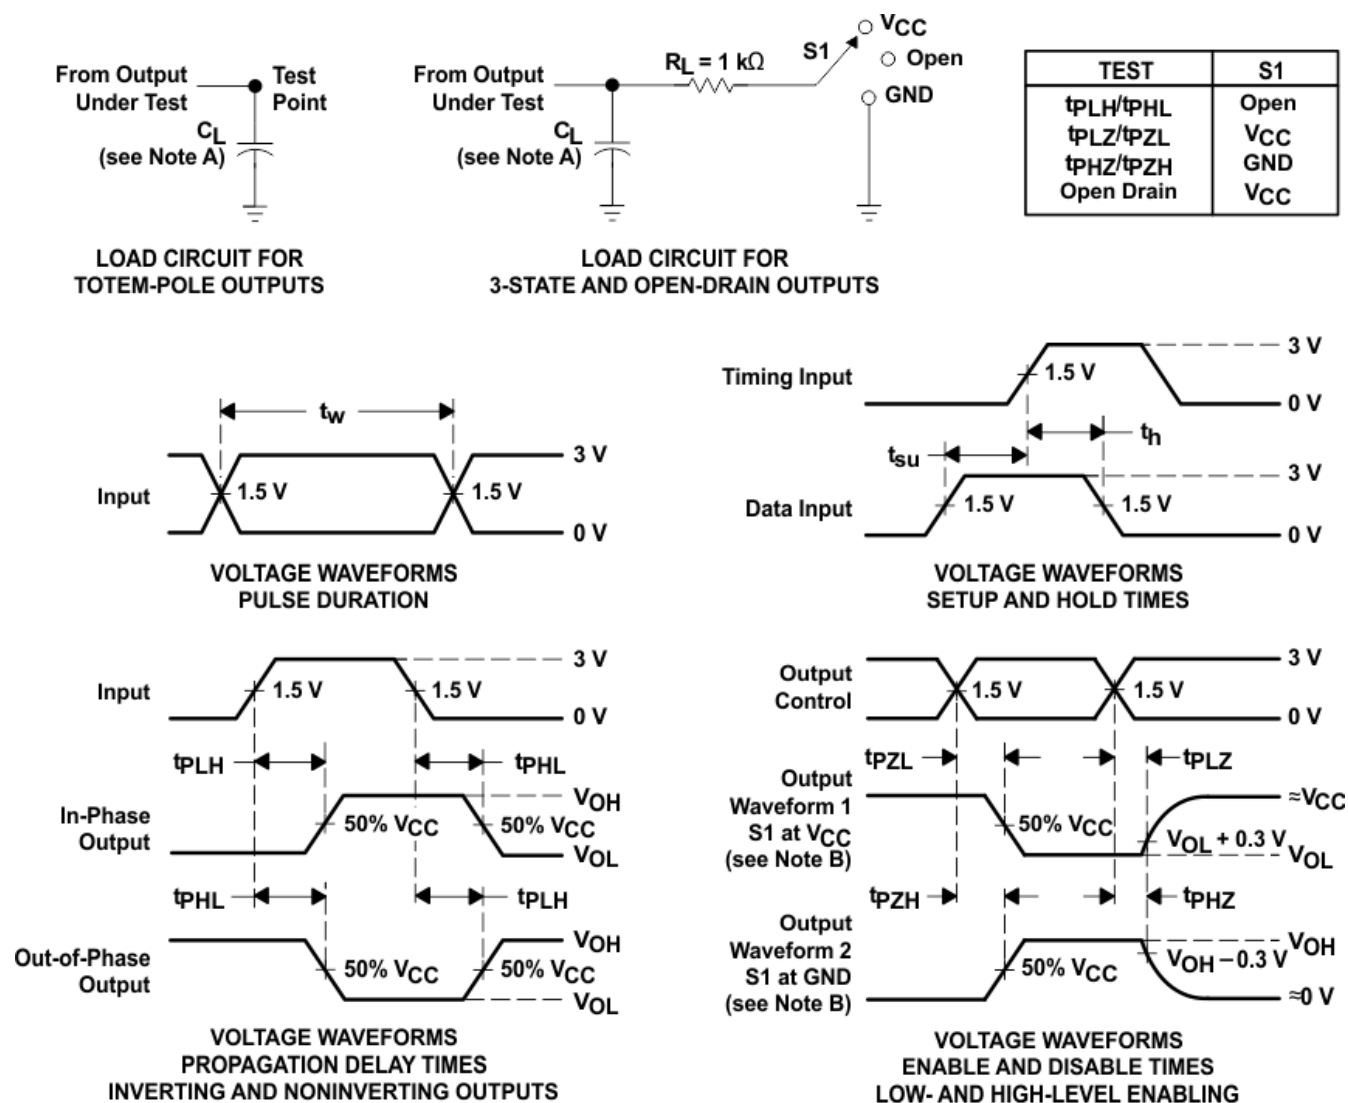 From Output
Under Test
Test
Point
CL
(see Note A)
LOAD CIRCUIT FOR
TOTEM-POLE OUTPUTS
From Output
Under Test
RL = 1 kΩ
S1
VCC
Open
GND
CL
(see Note A)
LOAD CIRCUIT FOR
3-STATE AND OPEN-DRAIN OUTPUTS
TEST S1
tPLH/tPHL Open
tPLZ/tPZL VCC
tPHZ/tPZH GND
Open Drain VCC
tw
3 V
Input
1.5 V 1.5 V
0 V
VOLTAGE WAVEFORMS
PULSE DURATION
3 V
Timing Input
1.5 V
0 V
th
tsu
3 V
Data Input
1.5 V 1.5 V
0 V
VOLTAGE WAVEFORMS
SETUP AND HOLD TIMES
3 V
Input
1.5 V 1.5 V
0 V
tPLH tPHL
VOH
In-Phase
Output
50% VCC 50% VCC
VOL
tPHL tPLH
VOH
Out-of-Phase
Output
50% VCC 50% VCC
VOL
VOLTAGE WAVEFORMS
PROPAGATION DELAY TIMES
INVERTING AND NONINVERTING OUTPUTS
3 V
Output
Control
1.5 V 1.5 V
0 V
tPZL tPLZ
Output
Waveform 1
S1 at VCC
(see Note B)
≈VCC
50% VCC
VOL + 0.3 V
VOL
tPZH tPHZ
Output
Waveform 2
S1 at GND
(see Note B)
VOH
50% VCC
VOH − 0.3 V
≈0 V
VOLTAGE WAVEFORMS
ENABLE AND DISABLE TIMES
LOW- AND HIGH-LEVEL ENABLING